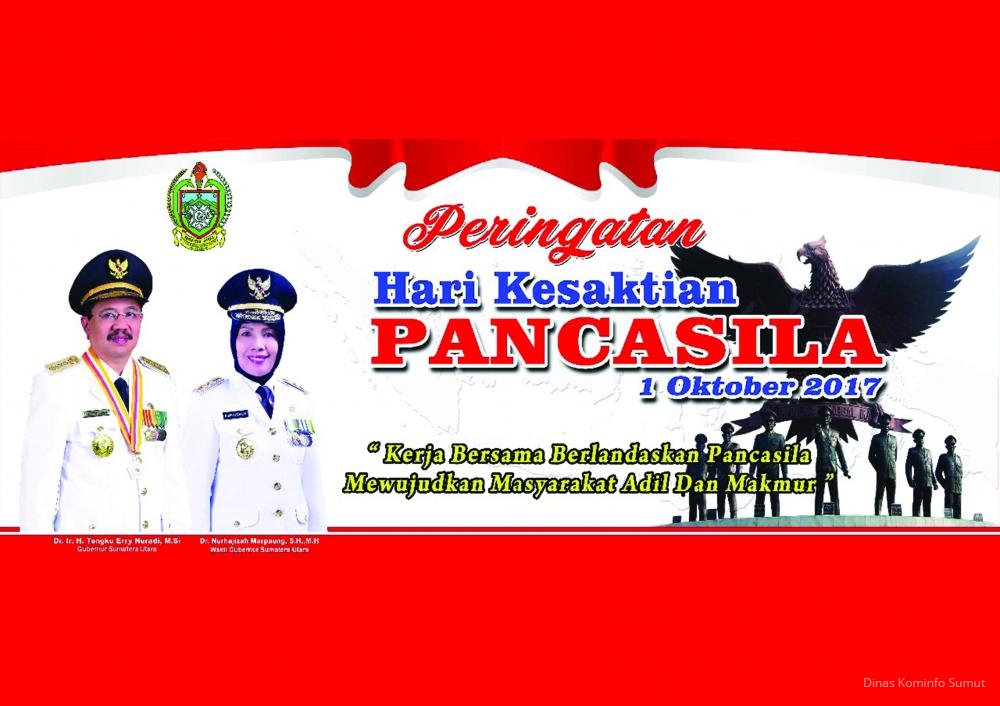 Peringatan
Hari Kesaktian
PANCASILA
1 Oktober 2017
“ Kerja Bersama Berlandaskan Pancasila
Mewujudkan Masyarakat Adil Dan Makmur ”
Dr. Ir. H. Tengku Erry Nuradi, M.Si
Gubernur Sumatera Utara
Dr. Nurhajizah Marpaung, S.H.,M.H
Wakil Gubernur Sumatera Utara
Dinas Kominfo Sumut